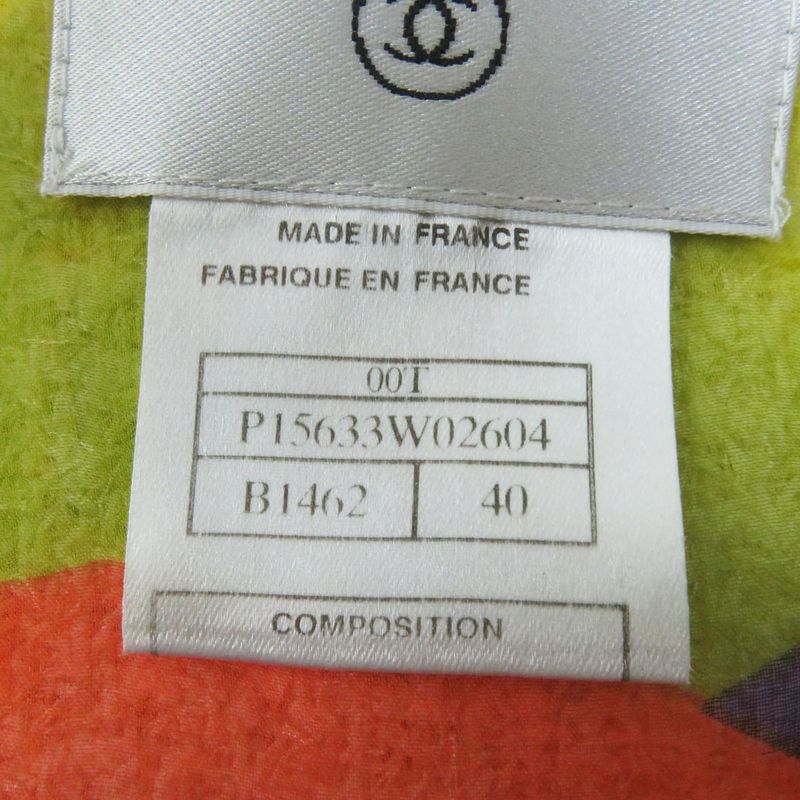 MADE IN FRANCE
FABRIQUE EN FRANCE
00T
P15633W02604
B1462 40
COMPOSITION